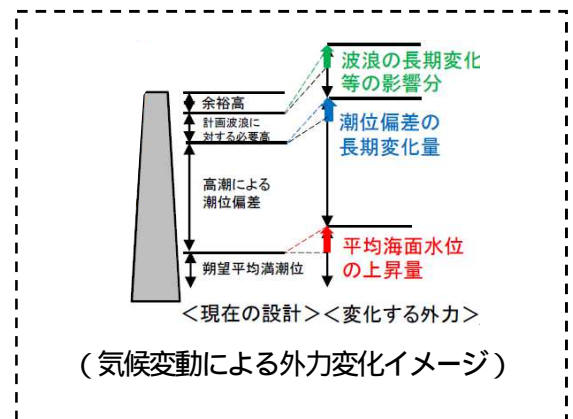 余裕高
計画波浪に
対する必要高
高潮による
潮位偏差
朔望平均満潮位
波浪の長期変化
等の影響分
潮位偏差の
長期変化量
平均海面水位
の上昇量
＜現在の設計＞
＜変化する外力＞
(気候変動による外力変化イメージ)